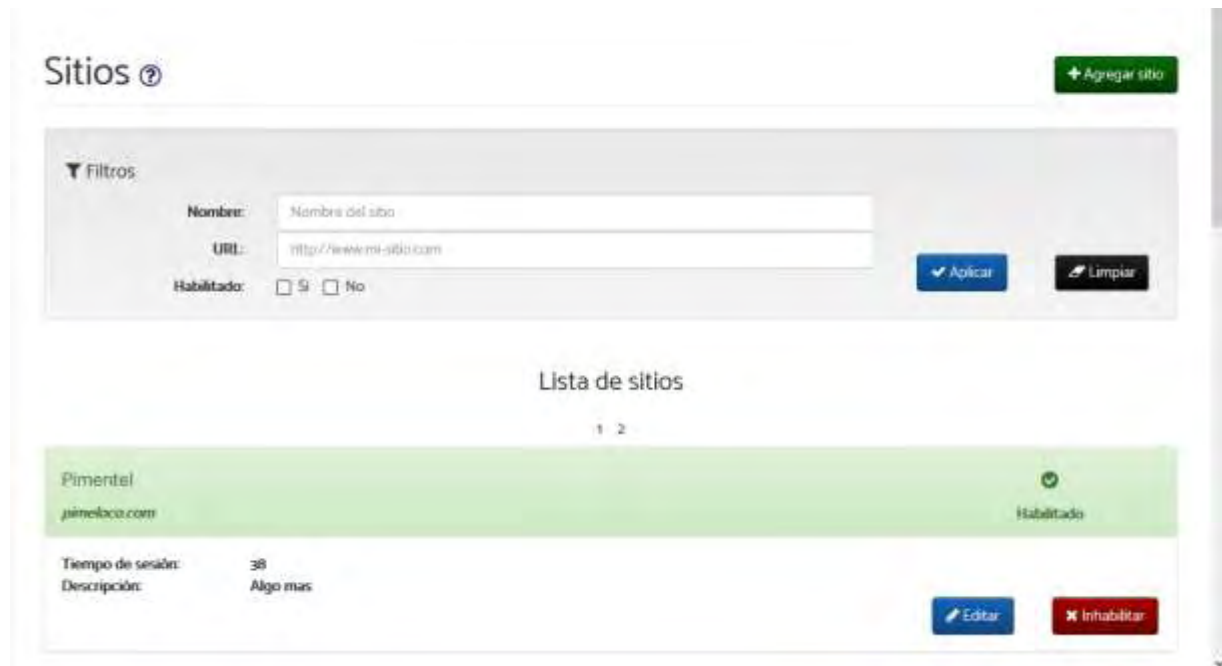 Sitios ?
Agregar sitio
Filtros
Nombre:
Nombre del sitio
URL:
http://www.mi-sitio.com
Habilitado:
Si
No
Aplicar
Limpiar
Lista de sitios
1 2
Pimentel
pimeloco.com
Habilitado
Tiempo de sesión: 38
Descripción: Algo mas
Editar
Inhabilitar